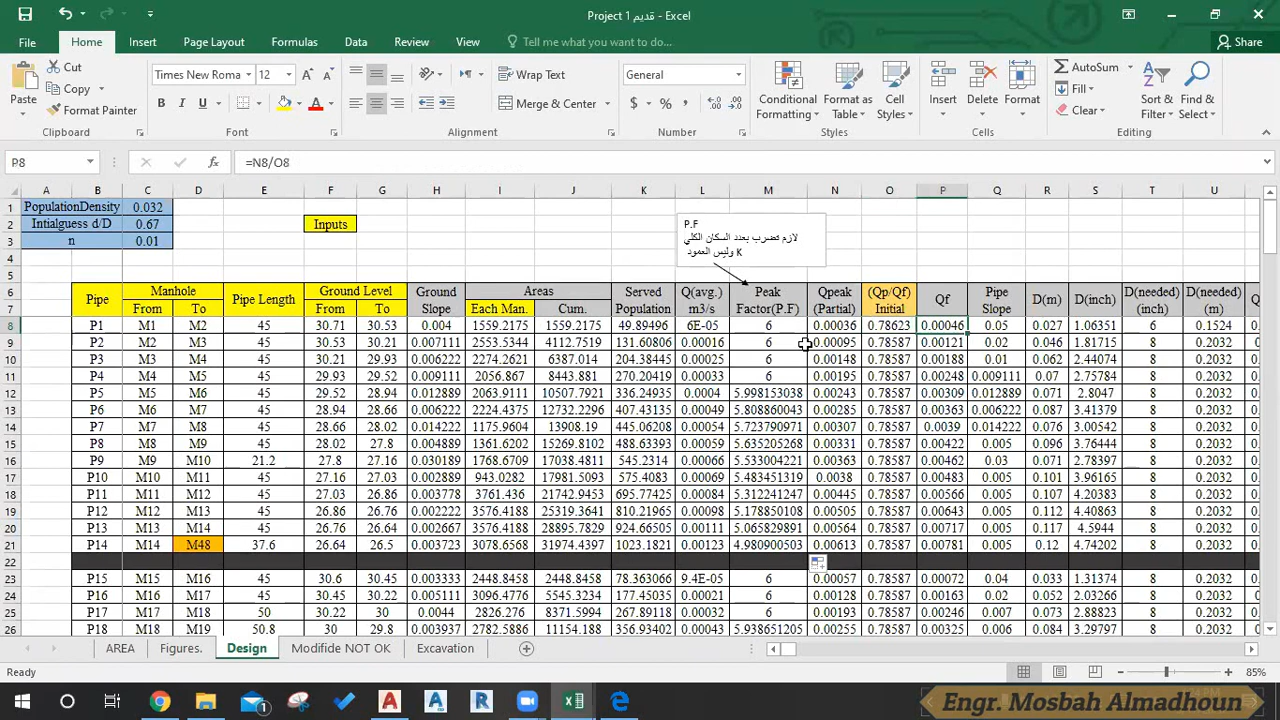 Project 1 قديم - Excel
File Home Insert Page Layout Formulas Data Review View Tell me what you want to do... Share
Paste Cut Copy Format Painter Times New Roma 12 Wrap Text Merge & Center General Conditional Formatting Format as Table Cell Styles Insert Delete Format AutoSum Fill Clear Sort & Filter Find & Select
Clipboard Font Alignment Number Styles Cells Editing
P8 =N8/O8
A B C D E F G H I J K L M N O P Q R S T U
1 PopulationDensity 0.032
2 Intialguess d/D 0.67 Inputs
3 n 0.01
4
5
P.F
لازم تضرب بعدد السكان الكلي
وليس العمود K
6 Pipe Manhole Pipe Length Ground Level Ground Areas Served Q(avg.) Peak Qpeak (Qp/Qf) Qf Pipe D(m) D(inch) D(needed) D(needed)
7 From To From To Slope Each Man. Cum. Population m3/s Factor(P.F) (Partial) Initial Slope (inch) (m)
8 P1 M1 M2 45 30.71 30.53 0.004 1559.2175 1559.2175 49.89496 6E-05 6 0.00036 0.78623 0.00046 0.05 0.027 1.06351 6 0.1524
9 P2 M2 M3 45 30.53 30.21 0.007111 2553.5344 4112.7519 131.60806 0.00016 6 0.00095 0.78587 0.00121 0.02 0.046 1.81715 8 0.2032
10 P3 M3 M4 45 30.21 29.93 0.006222 2274.2621 6387.014 204.38445 0.00025 6 0.00148 0.78587 0.00188 0.01 0.062 2.44074 8 0.2032
11 P4 M4 M5 45 29.93 29.52 0.009111 2056.867 8443.881 270.20419 0.00033 6 0.00195 0.78587 0.00248 0.009111 0.07 2.75784 8 0.2032
12 P5 M5 M6 45 29.52 28.94 0.012889 2063.9111 10507.7921 336.24935 0.0004 5.998153038 0.00243 0.78587 0.00309 0.012889 0.071 2.8047 8 0.2032
13 P6 M6 M7 45 28.94 28.66 0.006222 2224.4375 12732.2296 407.43135 0.00049 5.808860043 0.00285 0.78587 0.00363 0.006222 0.087 3.41379 8 0.2032
14 P7 M7 M8 45 28.66 28.02 0.014222 1175.9604 13908.19 445.06208 0.00054 5.723790971 0.00307 0.78587 0.0039 0.014222 0.076 3.00542 8 0.2032
15 P8 M8 M9 45 28.02 27.8 0.004889 1361.6202 15269.8102 488.63393 0.00059 5.635205268 0.00331 0.78587 0.00422 0.005 0.096 3.76444 8 0.2032
16 P9 M9 M10 21.2 27.8 27.16 0.030189 1768.6709 17038.4811 545.2314 0.00066 5.533004221 0.00363 0.78587 0.00462 0.03 0.071 2.78397 8 0.2032
17 P10 M10 M11 45 27.16 27.03 0.002889 943.0282 17981.5093 575.4083 0.00069 5.483451319 0.0038 0.78587 0.00483 0.005 0.101 3.96165 8 0.2032
18 P11 M11 M12 45 27.03 26.86 0.003778 3761.436 21742.9453 695.77425 0.00084 5.312241247 0.00445 0.78587 0.00566 0.005 0.107 4.20383 8 0.2032
19 P12 M12 M13 45 26.86 26.76 0.002222 3576.4188 25319.3641 810.21965 0.00098 5.178850108 0.00505 0.78587 0.00643 0.005 0.112 4.40863 8 0.2032
20 P13 M13 M14 45 26.76 26.64 0.002667 3576.4188 28895.7829 924.66505 0.00111 5.065829891 0.00564 0.78587 0.00717 0.005 0.117 4.5944 8 0.2032
21 P14 M14 M48 37.6 26.64 26.5 0.003723 3078.6568 31974.4397 1023.1821 0.00123 4.980900503 0.00613 0.78587 0.00781 0.005 0.12 4.74202 8 0.2032
22
23 P15 M15 M16 45 30.6 30.45 0.003333 2448.8458 2448.8458 78.363066 9.4E-05 6 0.00057 0.78587 0.00072 0.04 0.033 1.31374 8 0.2032
24 P16 M16 M17 45 30.45 30.22 0.005111 3096.4776 5545.3234 177.45035 0.00021 6 0.00128 0.78587 0.00163 0.02 0.052 2.03266 8 0.2032
25 P17 M17 M18 50 30.22 30 0.0044 2826.276 8371.5994 267.89118 0.00032 6 0.00193 0.78587 0.00246 0.007 0.073 2.88823 8 0.2032
26 P18 M18 M19 50.8 30 29.8 0.003937 2782.5886 11154.188 356.93402 0.00043 5.938651205 0.00255 0.78587 0.00325 0.006 0.084 3.29797 8 0.2032
AREA Figures. Design Modifide NOT OK Excavation
Ready 85%
Engr. Mosbah Almadhoun